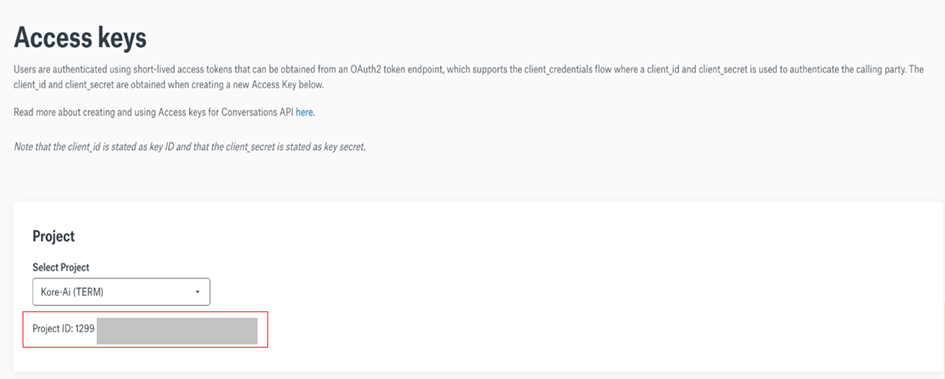 Access keys
Users are authenticated using short-lived access tokens that can be obtained from an OAuth2 token endpoint, which supports the client_credentials flow where a client_id and client_secret is used to authenticate the calling party. The
client_id and client_secret are obtained when creating a new Access Key below.
Read more about creating and using Access keys for Conversations API here.
Note that the client_id is stated as key ID and that the client_secret is stated as key secret.
Project
Select Project
Kore-Ai (TERM)
Project ID: 1299